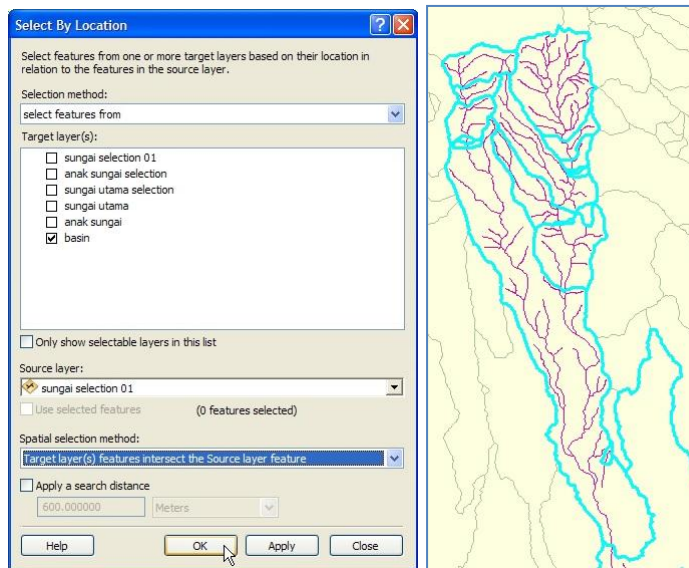 Select By Location
Select features from one or more target layers based on their location in
relation to the features in the source layer.
Selection method:
select features from
Target layer(s):
sungai selection 01
anak sungai selection
sungai utama selection
sungai utama
anak sungai
basin
Only show selectable layers in this list
Source layer:
sungai selection 01
Use selected features (0 features selected)
Spatial selection method:
Target layer(s) features intersect the Source layer feature
Apply a search distance
600.000000 Meters
Help OK Apply Close